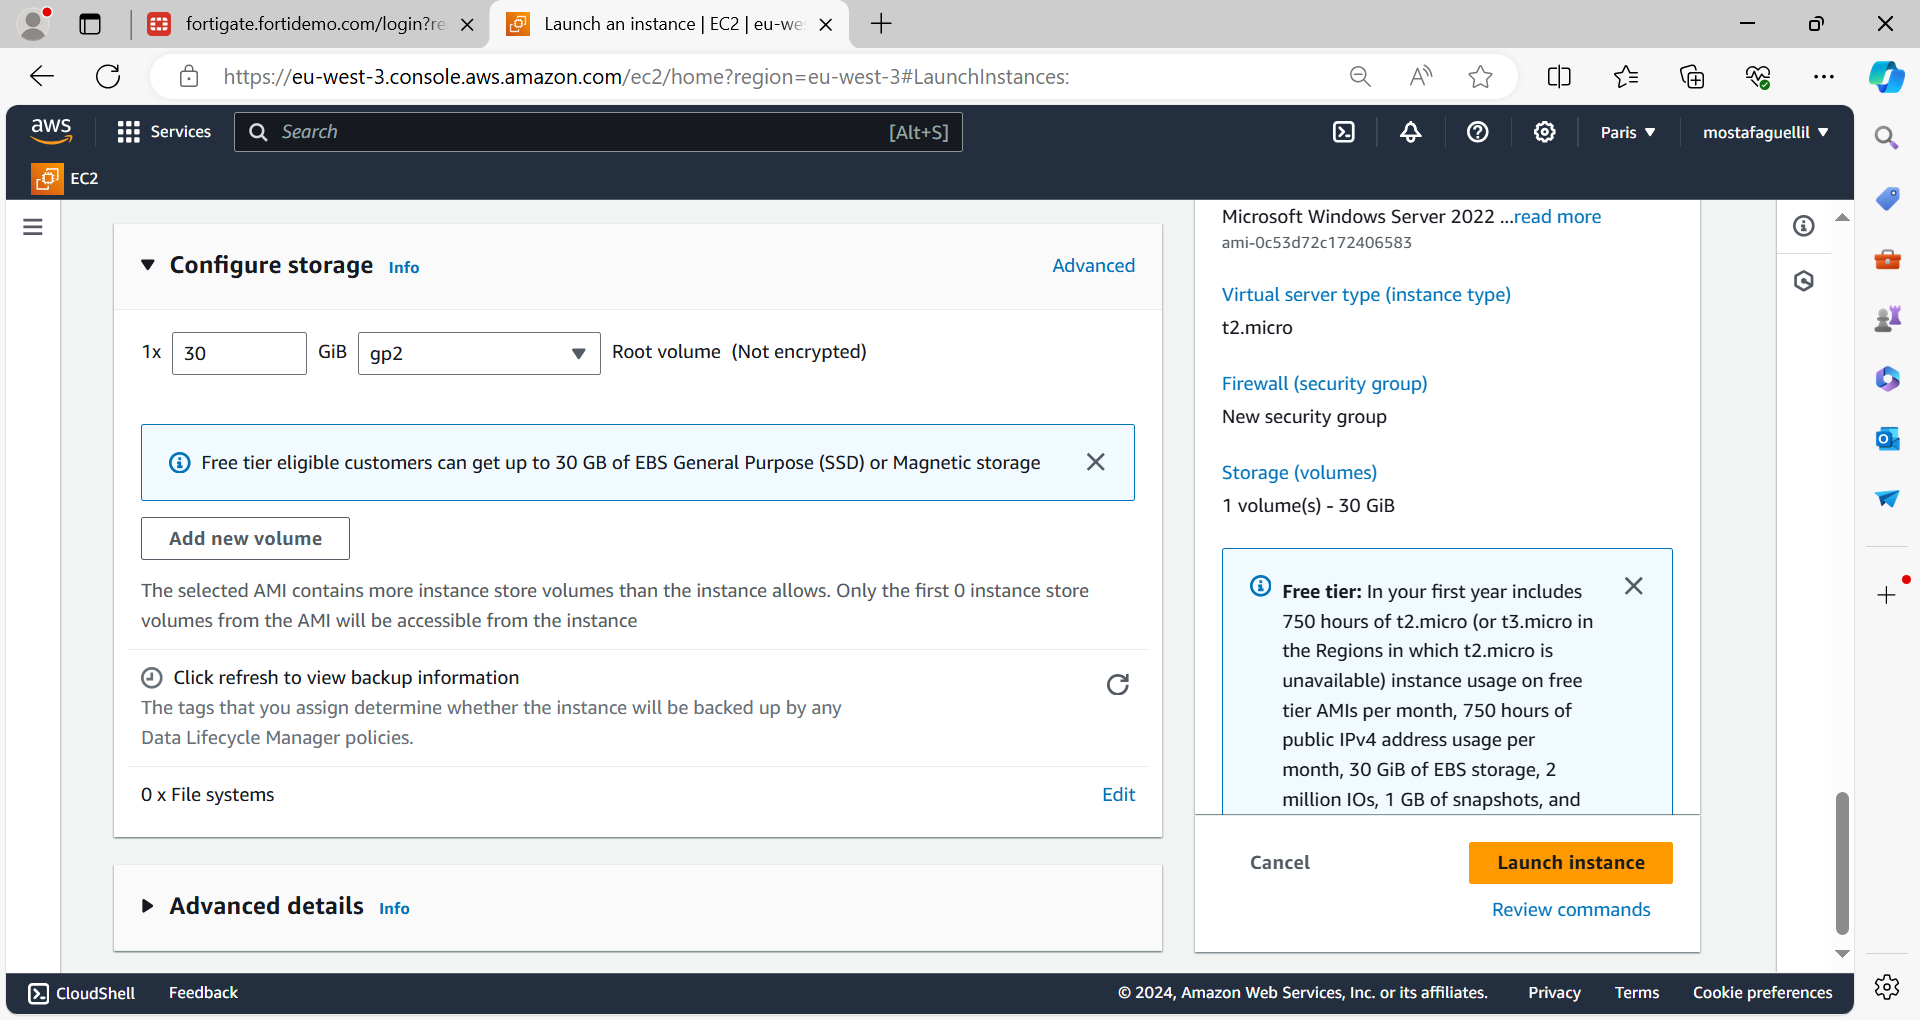 fortigate.fortidemo.com/login?re
Launch an instance | EC2 | eu-we
https://eu-west-3.console.aws.amazon.com/ec2/home?region=eu-west-3#LaunchInstances:
aws
Services
Search
[Alt+S]
Paris
mostafaguellil
EC2
Configure storage Info
Advanced
1x 30 GiB gp2 Root volume (Not encrypted)
Free tier eligible customers can get up to 30 GB of EBS General Purpose (SSD) or Magnetic storage
Add new volume
The selected AMI contains more instance store volumes than the instance allows. Only the first 0 instance store
volumes from the AMI will be accessible from the instance
Click refresh to view backup information
The tags that you assign determine whether the instance will be backed up by any
Data Lifecycle Manager policies.
0 x File systems
Edit
Advanced details Info
Microsoft Windows Server 2022 ...read more
ami-0c53d72c172406583
Virtual server type (instance type)
t2.micro
Firewall (security group)
New security group
Storage (volumes)
1 volume(s) - 30 GiB
Free tier: In your first year includes
750 hours of t2.micro (or t3.micro in
the Regions in which t2.micro is
unavailable) instance usage on free
tier AMIs per month, 750 hours of
public IPv4 address usage per
month, 30 GiB of EBS storage, 2
million IOs, 1 GB of snapshots, and
Cancel
Launch instance
Review commands
CloudShell
Feedback
© 2024, Amazon Web Services, Inc. or its affiliates.
Privacy
Terms
Cookie preferences